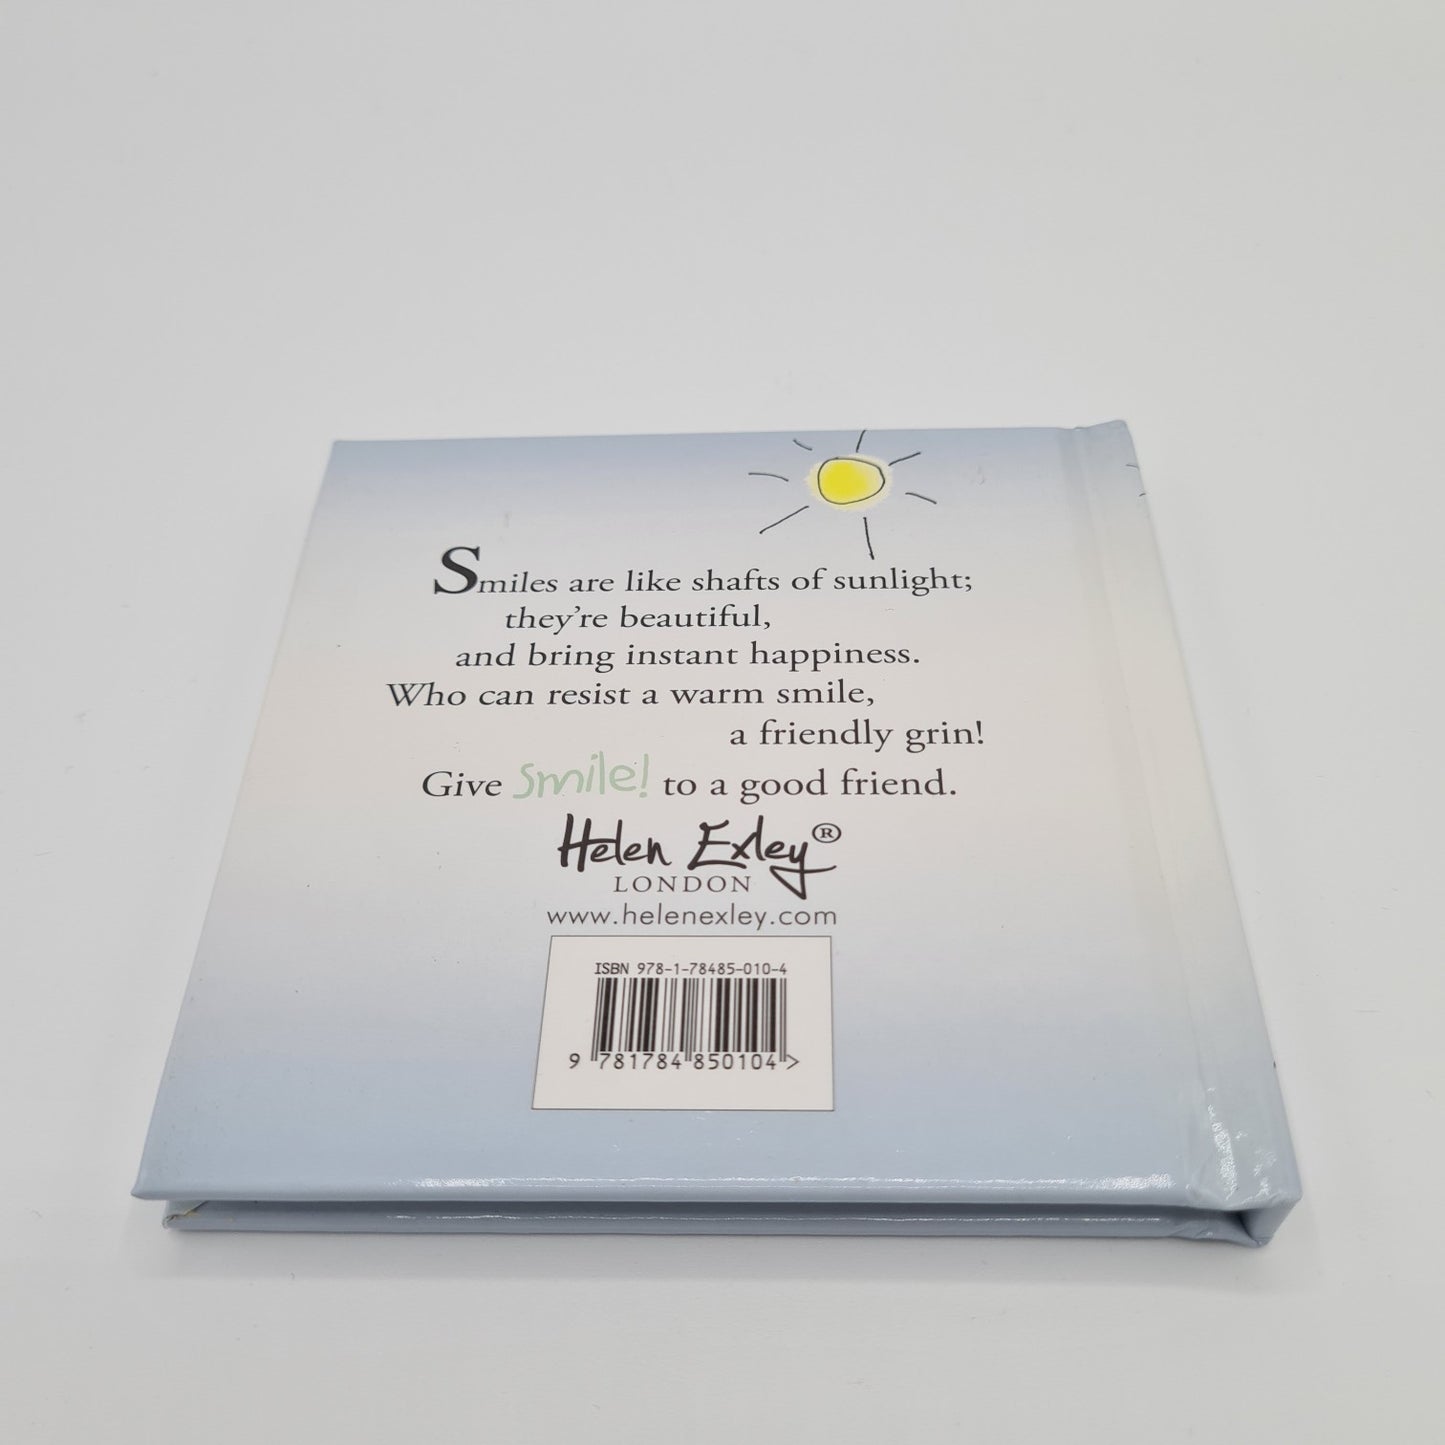 Smiles are like shafts of sunlight;
they're beautiful,
and bring instant happiness.
Who can resist a warm smile,
a friendly grin!
Give Smile! to a good friend.
Helen Exley®
LONDON
www.helenexley.com
ISBN 978-1-78485-010-4
9 781784 850104 >